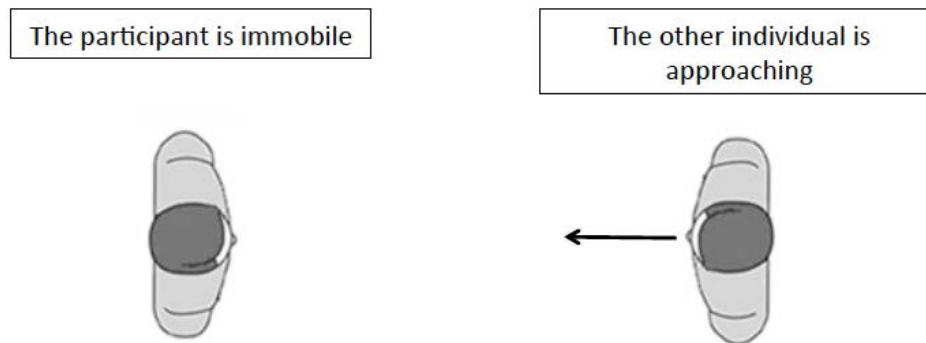 The participant is immobile
The other individual is
approaching